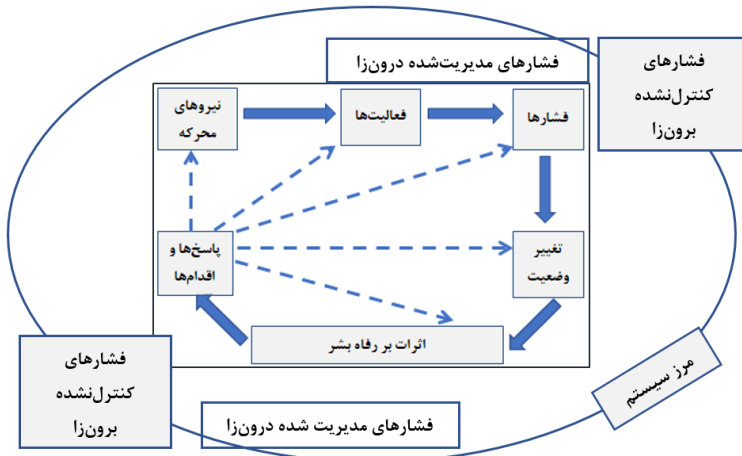 فشارهای مدیریت‌شده درون‌زا
فشارهای
کنترل‌نشده
برون‌زا
نیروهای
محرکه
فعالیت‌ها
فشارها
پاسخ‌ها و
اقدام‌ها
تغییر
وضعیت
اثرات بر رفاه بشر
فشارهای
کنترل‌نشده
برون‌زا
فشارهای مدیریت شده درون‌زا
مرز سیستم